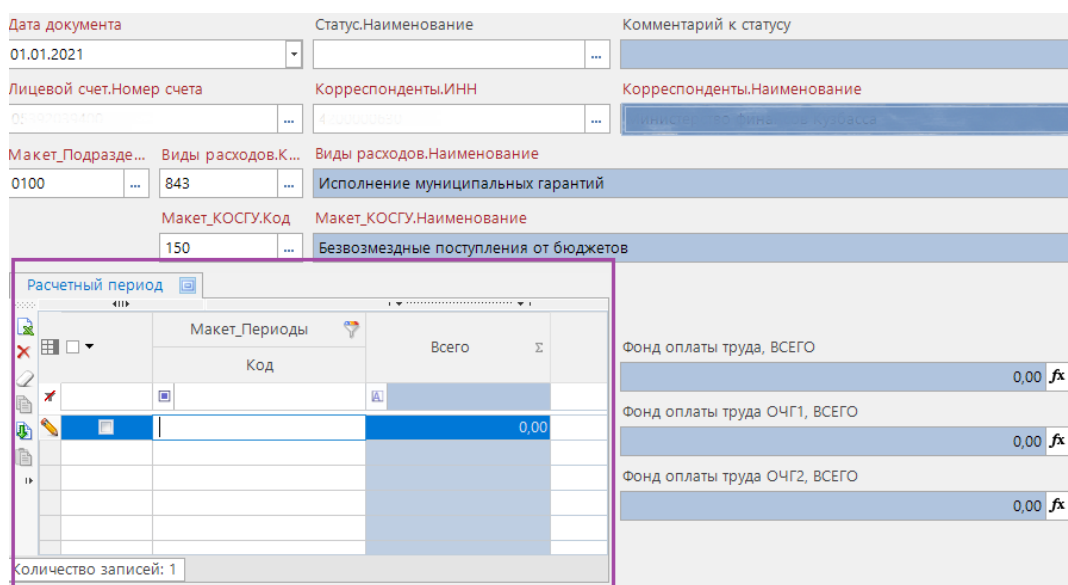 Дата документа Статус.Наименование Комментарий к статусу
01.01.2021 ... 
Лицевой счет.Номер счета Корреспонденты.ИНН Корреспонденты.Наименование
... ...
Макет_Подразде... Виды расходов.К... Виды расходов.Наименование
0100 ... 843 ... Исполнение муниципальных гарантий
Макет_КОСГУ.Код Макет_КОСГУ.Наименование
150 ... Безвозмездные поступления от бюджетов
Расчетный период
Макет_Периоды Всего Σ
Код
A
0,00
Количество записей: 1
Фонд оплаты труда, ВСЕГО
0,00 fx
Фонд оплаты труда ОЧГ1, ВСЕГО
0,00 fx
Фонд оплаты труда ОЧГ2, ВСЕГО
0,00 fx